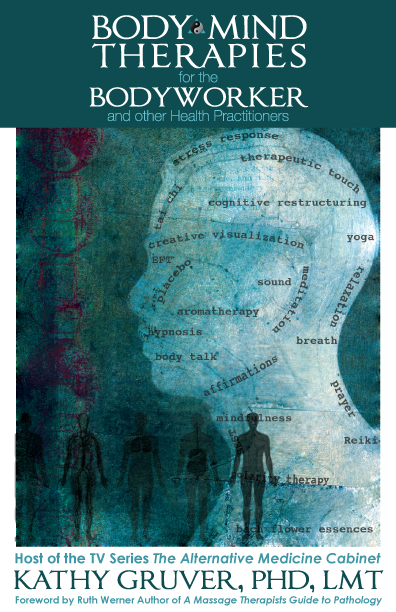 BODY MIND
THERAPIES
for the
BODYWORKER
and other Health Practitioners
stress response
therapeutic touch
tai chi
cognitive restructuring
creative visualization
yoga
EFT
placebo
sound
meditation
relaxation
aromatherapy
hypnosis
breath
body talk
affirmations
prayer
mindfulness
Reiki
therapy
bach flower essences
Host of the TV Series The Alternative Medicine Cabinet
KATHY GRUVER, PHD, LMT
Foreword by Ruth Werner Author of A Massage Therapists Guide to Pathology